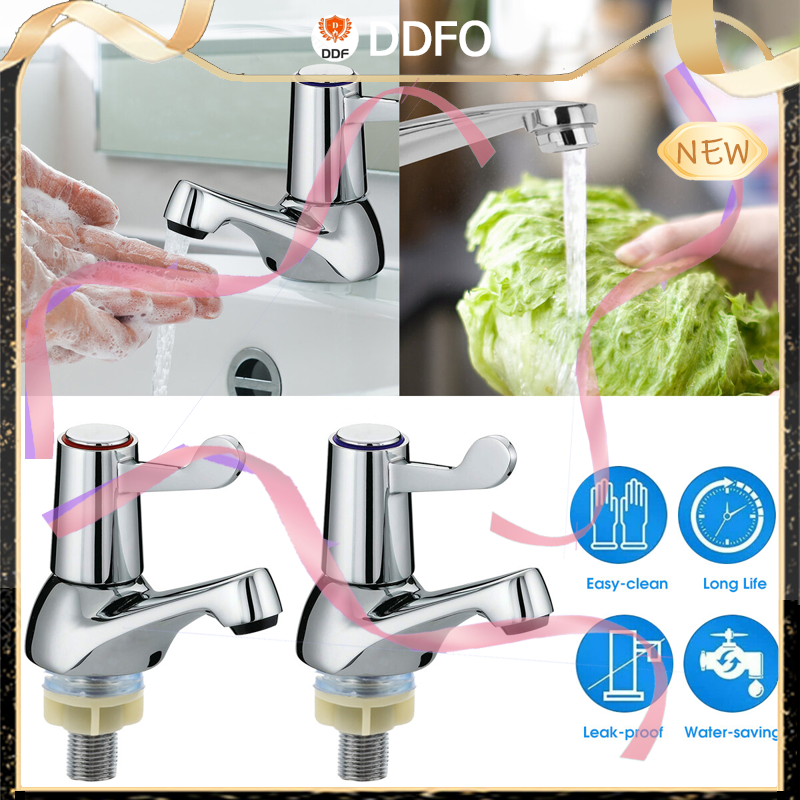 DDFO
D
DDF
NEW
Easy-clean
Long Life
Leak-proof
Water-saving